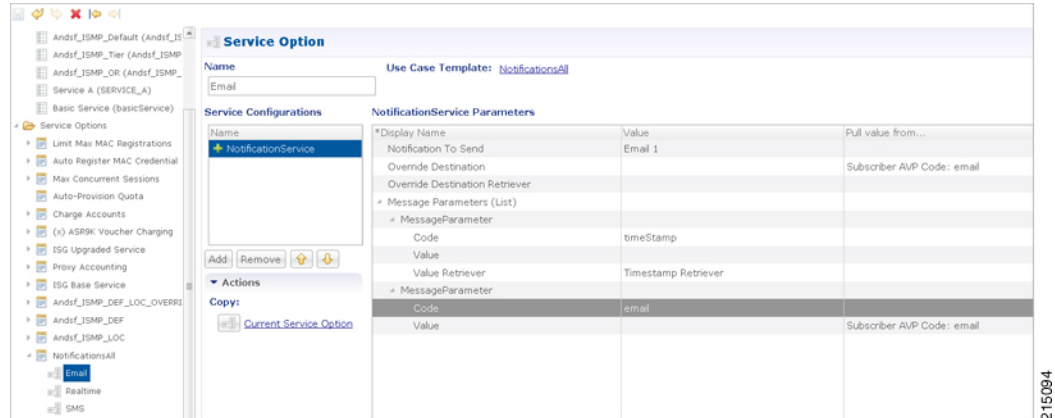 Andsf_ISMP_Default (Andsf_IS
Andsf_ISMP_Tier (Andsf_ISMP
Andsf_ISMP_OR (Andsf_ISMP_
Service A (SERVICE_A)
Basic Service (basicService)
Service Options
Limit Max MAC Registrations
Auto Register MAC Credential
Max Concurrent Sessions
Auto-Provision Quota
Charge Accounts
(x) ASR9K Voucher Charging
ISG Upgraded Service
Proxy Accounting
ISG Base Service
Andsf_ISMP_DEF_LOC_OVERRI
Andsf_ISMP_DEF
Andsf_ISMP_LOC
NotificationsAll
Email
Realtime
SMS
Service Option
Name
Use Case Template: NotificationsAll
Email
Service Configurations
Name
NotificationService
Add Remove
Actions
Copy:
Current Service Option
NotificationService Parameters
*Display Name Value Pull value from...
Notification To Send Email 1
Override Destination Subscriber AVP Code: email
Override Destination Retriever
Message Parameters (List)
MessageParameter
Code timeStamp
Value
Value Retriever Timestamp Retriever
MessageParameter
Code email
Value Subscriber AVP Code: email
215094